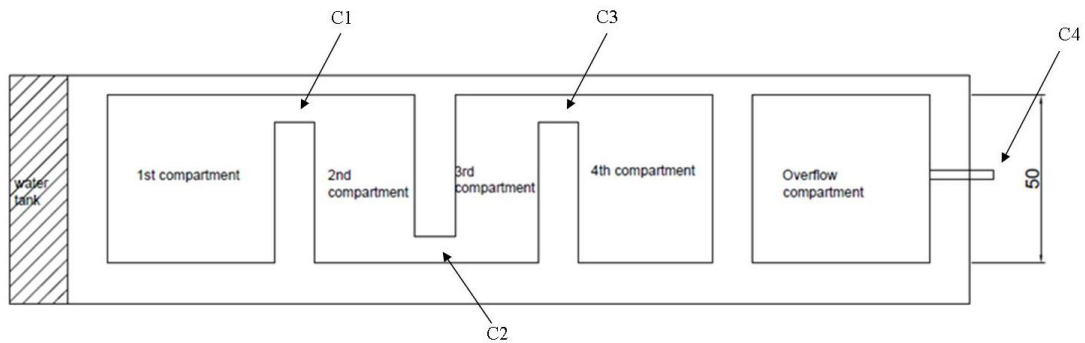 C1
C3
C4
1st compartment
2nd
compartment
3rd
compartment
4th compartment
Overflow
compartment
water
tank
50
C2